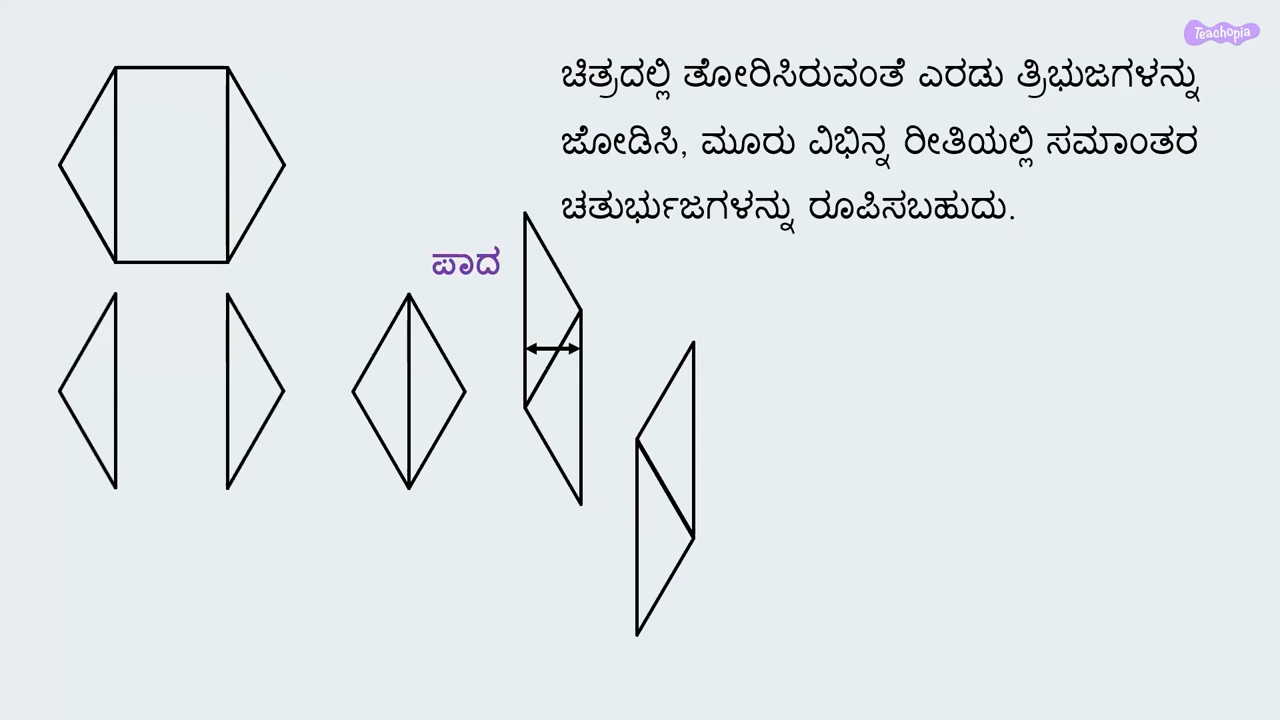 Teachopia
ಚಿತ್ರದಲ್ಲಿ ತೋರಿಸಿರುವಂತೆ ಎರಡು ತ್ರಿಭುಜಗಳನ್ನು
ಜೋಡಿಸಿ, ಮೂರು ವಿಭಿನ್ನ ರೀತಿಯಲ್ಲಿ ಸಮಾಂತರ
ಚತುರ್ಭುಜಗಳನ್ನು ರೂಪಿಸಬಹುದು.
ಪಾದ